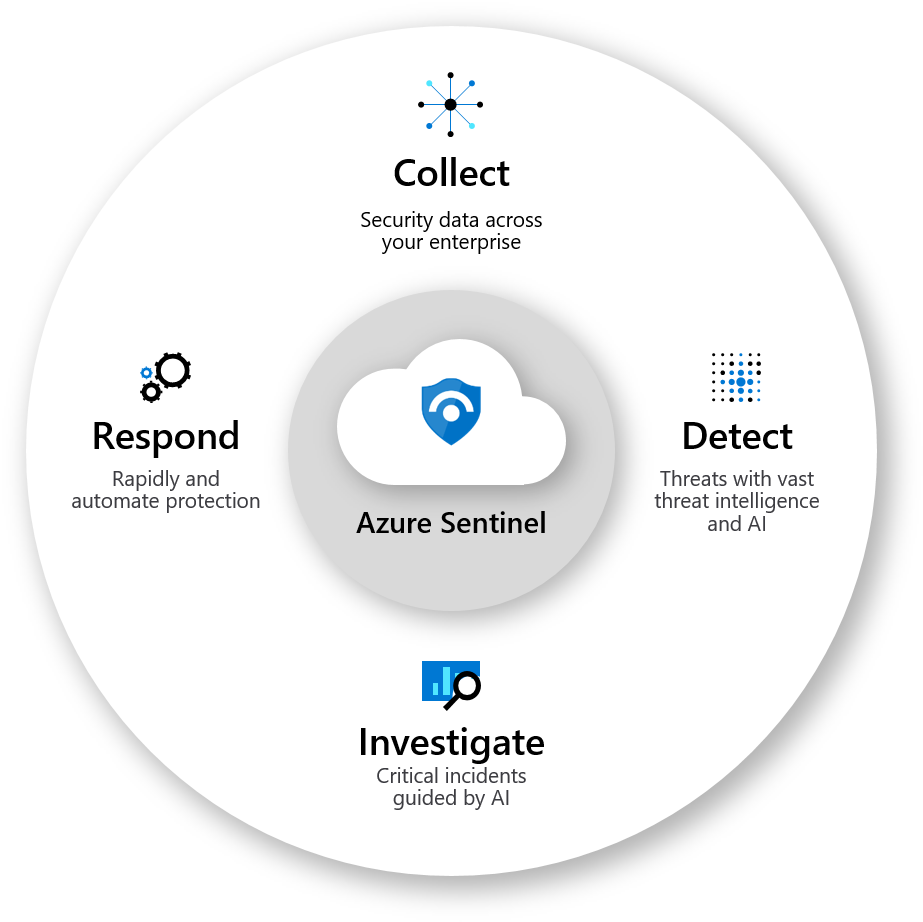 Collect
Security data across
your enterprise
Respond
Rapidly and
automate protection
Azure Sentinel
Detect
Threats with vast
threat intelligence
and AI
Investigate
Critical incidents
guided by AI